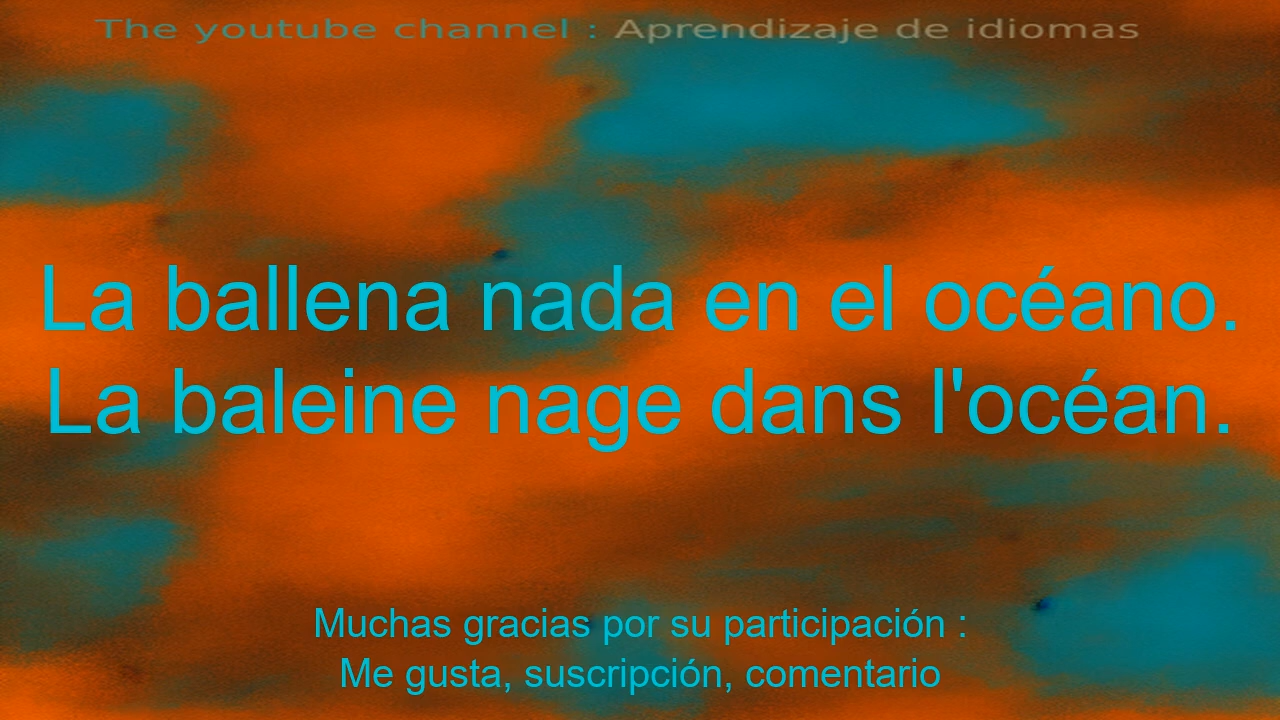 The youtube channel : Aprendizaje de idiomas
La ballena nada en el océano.
La baleine nage dans l'océan.
Muchas gracias por su participación :
Me gusta, suscripción, comentario